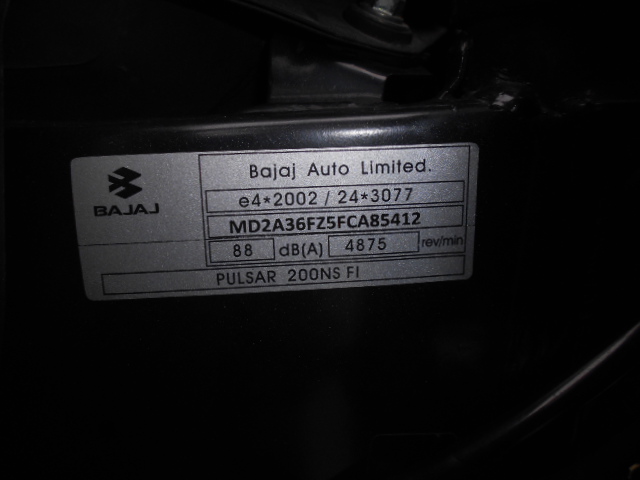 BAJAJ
Bajaj Auto Limited.
e4*2002 / 24*3077
MD2A36FZ5FCA85412
88 dB(A) 4875 rev/min
PULSAR 200NS FI